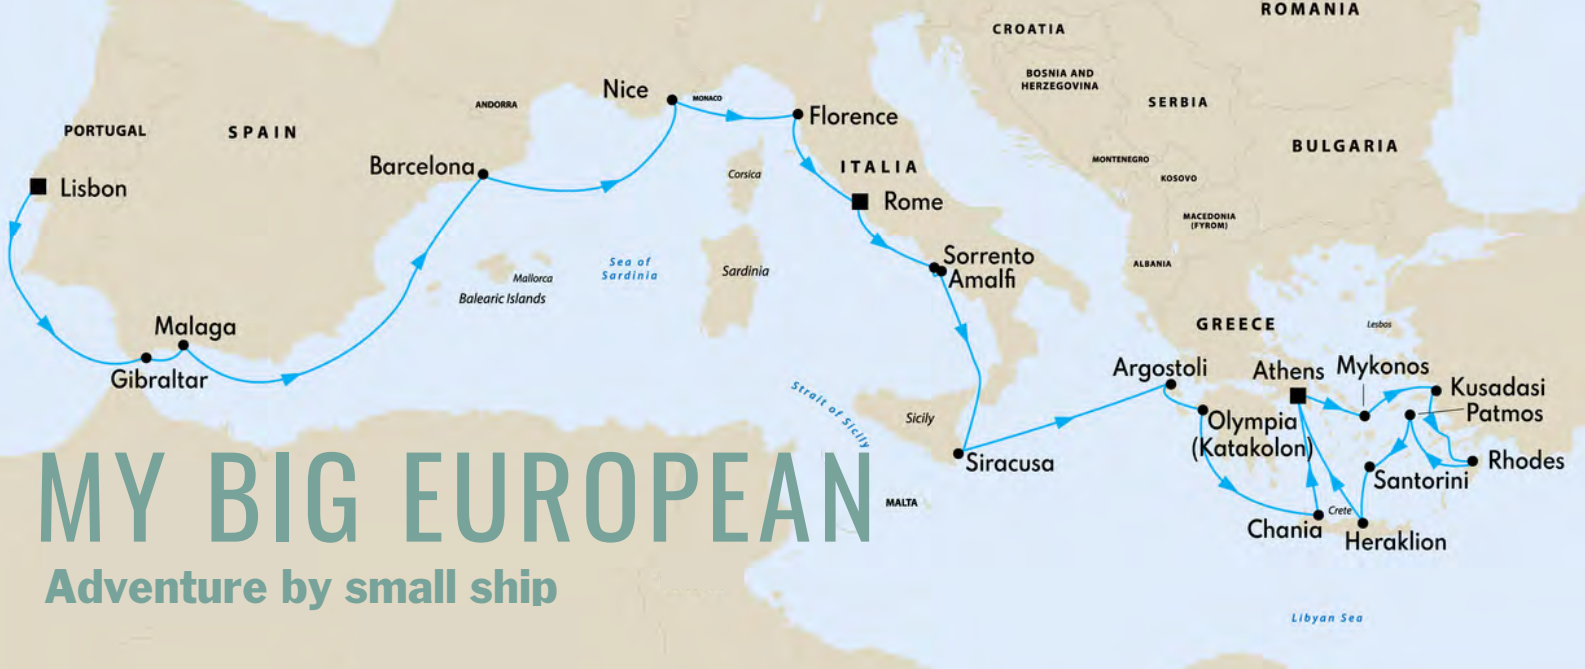 ROMANIA
CROATIA
BOSNIA AND
HERZEGOVINA
SERBIA
BULGARIA
MONTENEGRO
KOSOVO
MACEDONIA
(FYROM)
ALBANIA
PORTUGAL
SPAIN
ANDORRA
Nice
MONACO
Florence
Barcelona
ITALIA
Corsica
Lisbon
Rome
Sea of
Sardinia
Mallorca
Balearic Islands
Sardinia
Sorrento
Amalfi
Malaga
Gibraltar
GREECE
Lesbos
Argostoli
Athens
Mykonos
Kusadasi
Patmos
Strait of Sicily
Sicily
Olympia
(Katakolon)
Siracusa
Rhodes
Santorini
MALTA
Crete
Chania
Heraklion
Libyan Sea
MY BIG EUROPEAN
Adventure by small ship